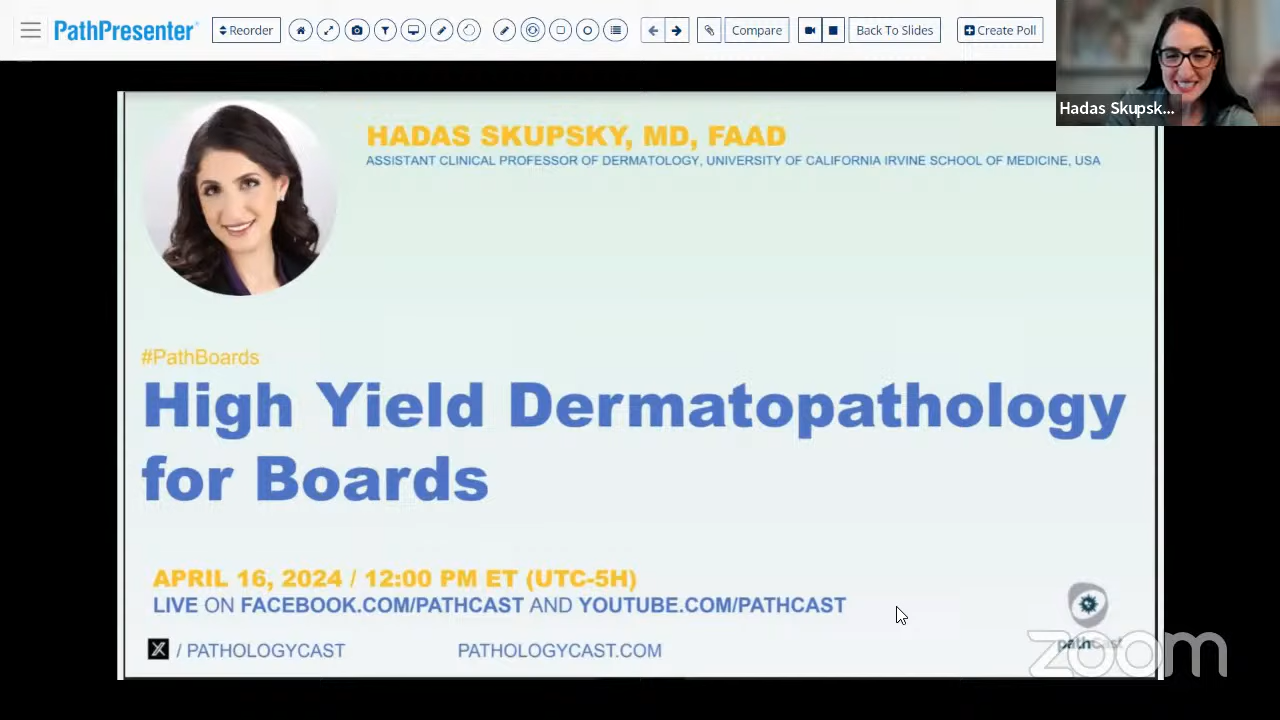 PathPresenter®
Reorder
Compare
Back To Slides
Create Poll
Hadas Skupsk...
HADAS SKUPSKY, MD, FAAD
ASSISTANT CLINICAL PROFESSOR OF DERMATOLOGY, UNIVERSITY OF CALIFORNIA IRVINE SCHOOL OF MEDICINE, USA
#PathBoards
High Yield Dermatopathology
for Boards
APRIL 16, 2024 / 12:00 PM ET (UTC-5H)
LIVE ON FACEBOOK.COM/PATHCAST AND YOUTUBE.COM/PATHCAST
X / PATHOLOGYCAST PATHOLOGYCAST.COM
pathcast
zoom